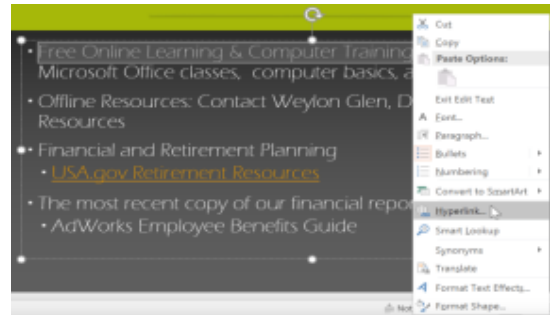 Free Online Learning & Computer Training
Microsoft Office classes, computer basics, a
Offline Resources: Contact Weylon Glen, D
Resources
Financial and Retirement Planning
USA.gov Retirement Resources
The most recent copy of our financial repo
AdWorks Employee Benefits Guide
Cut
Copy
Paste Options:
Exit Edit Text
Font...
Paragraph...
Bullets
Numbering
Convert to SmartArt
Hyperlink...
Smart Lookup
Synonyms
Translate
Format Text Effects...
Format Shape...
Not